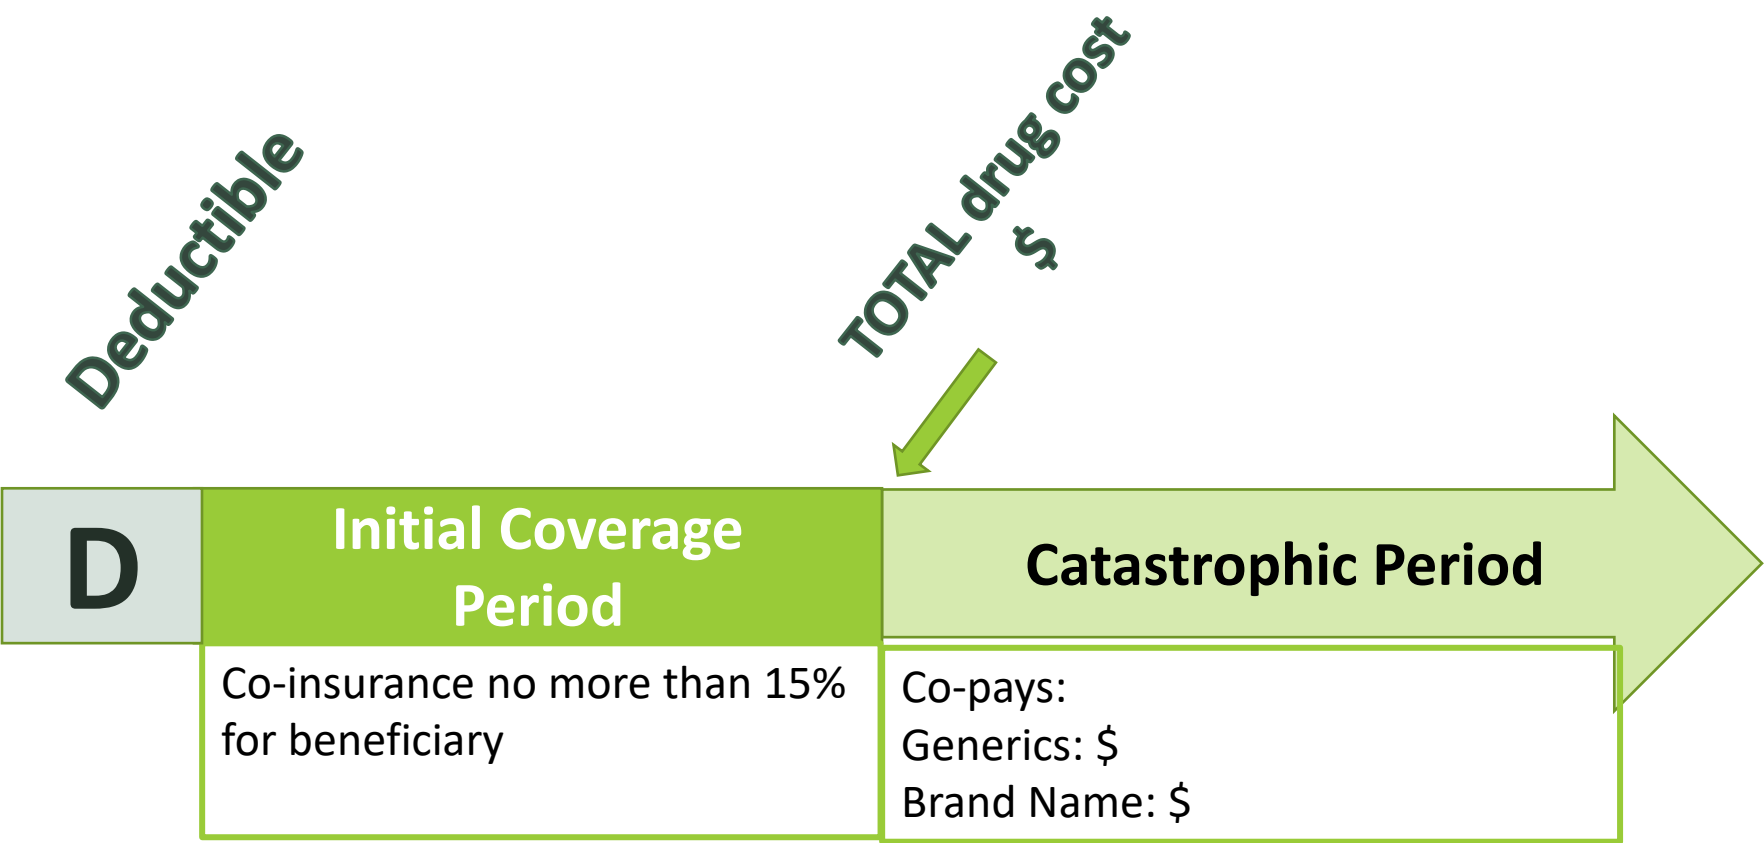 Deductible
TOTAL drug cost
$
D
Initial Coverage
Period
Catastrophic Period
Co-insurance no more than 15%
for beneficiary
Co-pays:
Generics: $
Brand Name: $